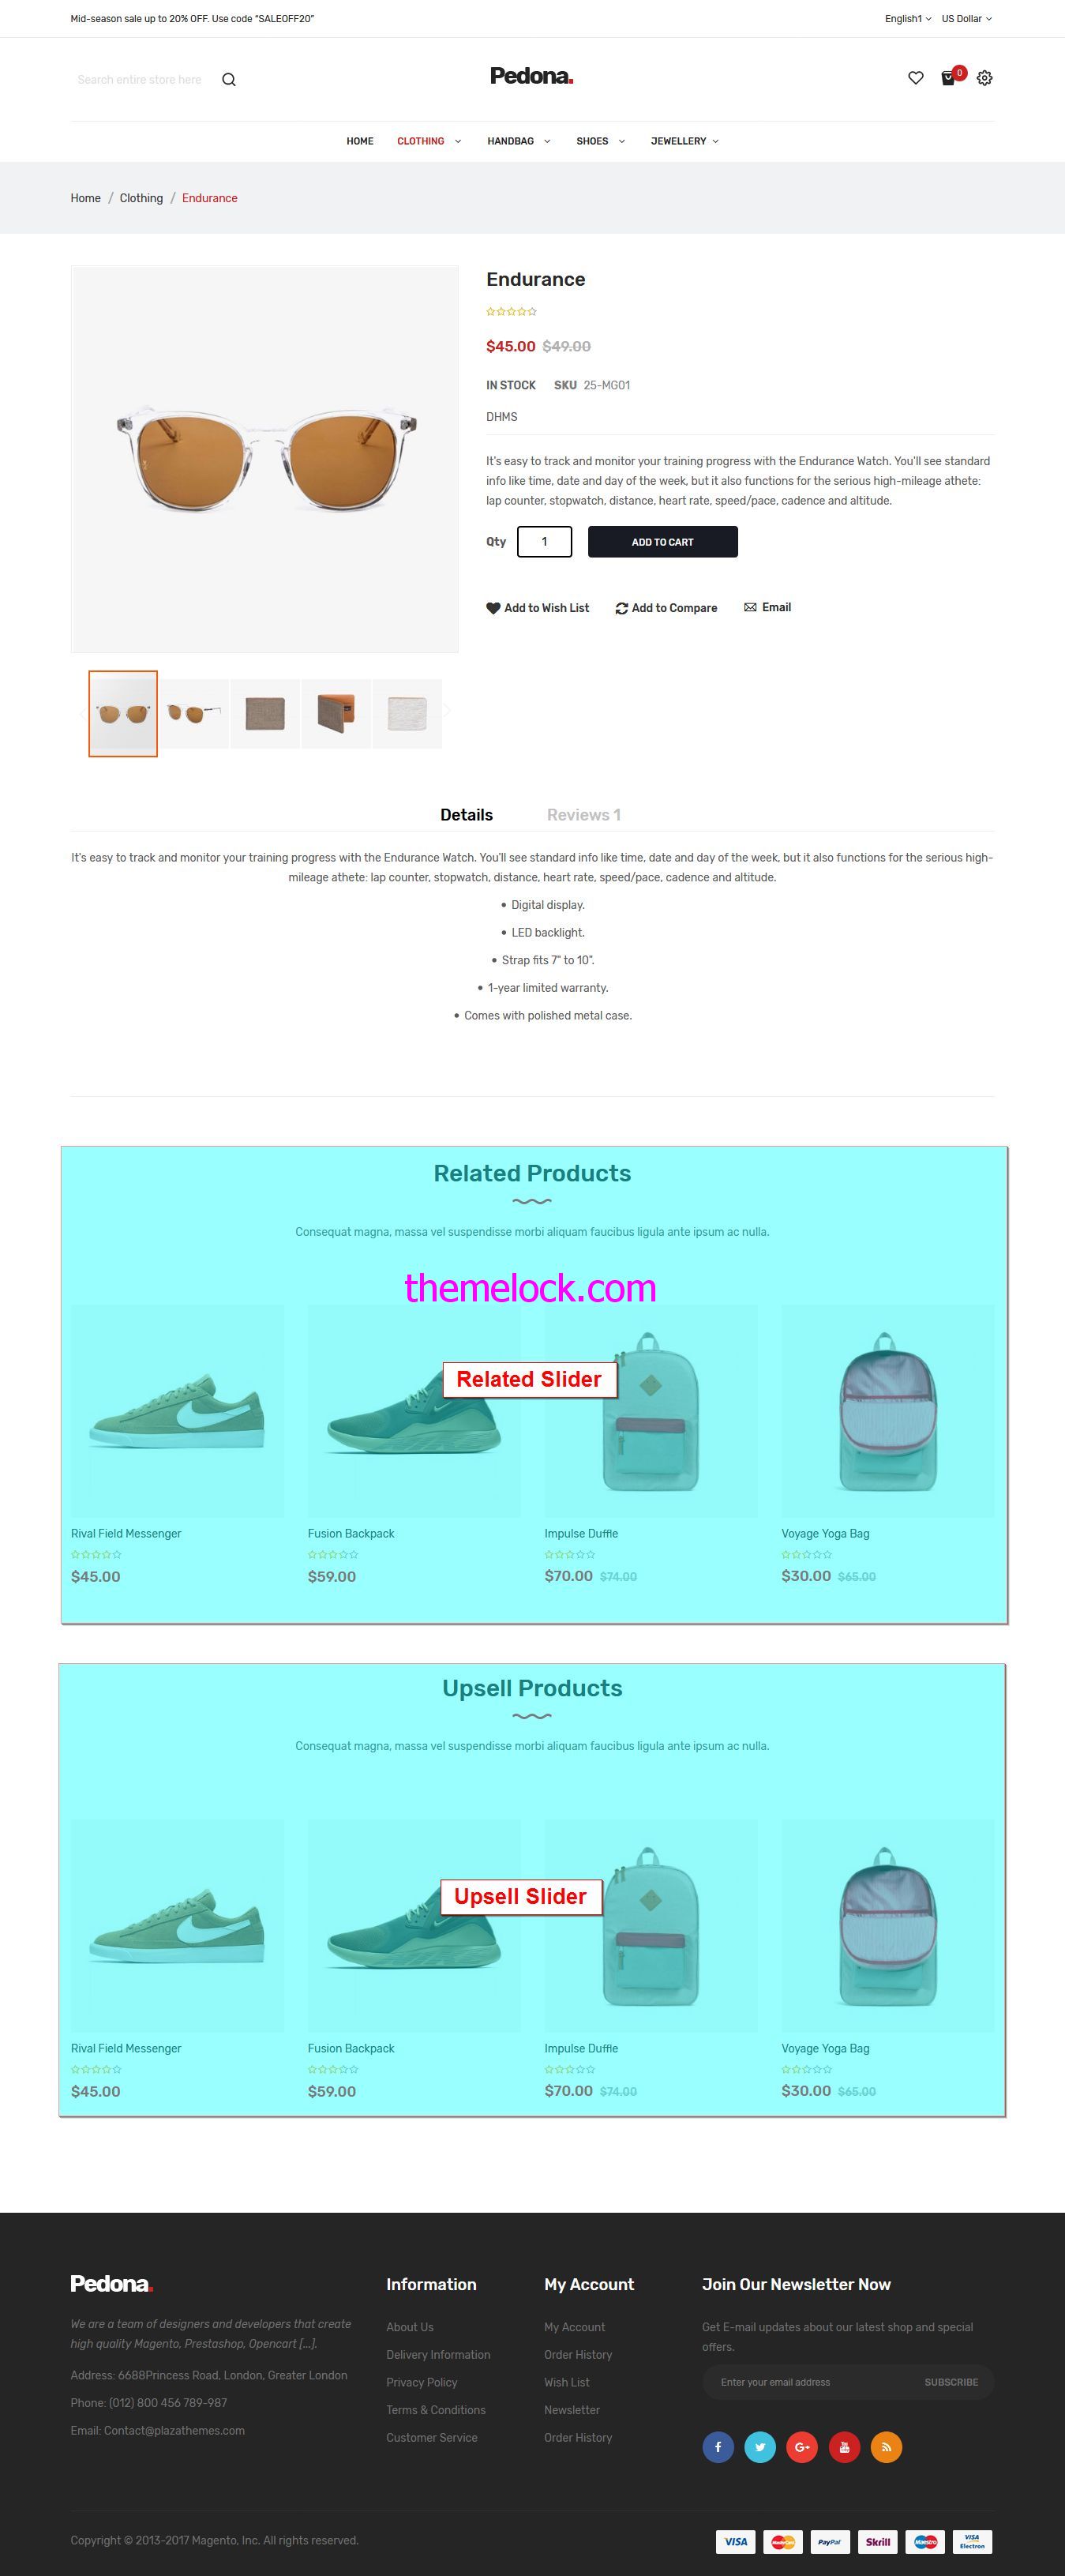 Mid-season sale up to 20% OFF. Use code "SALEOFF20"
English1
US Dollar
Search entire store here
Pedona.
0
HOME
CLOTHING
HANDBAG
SHOES
JEWELLERY
Home / Clothing / Endurance
Endurance
$45.00 $49.00
IN STOCK SKU 25-MG01
DHMS
It's easy to track and monitor your training progress with the Endurance Watch. You'll see standard
info like time, date and day of the week, but it also functions for the serious high-mileage athete:
lap counter, stopwatch, distance, heart rate, speed/pace, cadence and altitude.
Qty 1 ADD TO CART
Add to Wish List
Add to Compare
Email
Details
Reviews 1
It's easy to track and monitor your training progress with the Endurance Watch. You'll see standard info like time, date and day of the week, but it also functions for the serious high-
mileage athete: lap counter, stopwatch, distance, heart rate, speed/pace, cadence and altitude.
• Digital display.
• LED backlight.
• Strap fits 7" to 10".
• 1-year limited warranty.
• Comes with polished metal case.
Related Products
Consequat magna, massa vel suspendisse morbi aliquam faucibus ligula ante ipsum ac nulla.
themelock.com
Related Slider
Rival Field Messenger
$45.00
Fusion Backpack
$59.00
Impulse Duffle
$70.00 $74.00
Voyage Yoga Bag
$30.00 $65.00
Upsell Products
Consequat magna, massa vel suspendisse morbi aliquam faucibus ligula ante ipsum ac nulla.
Upsell Slider
Rival Field Messenger
$45.00
Fusion Backpack
$59.00
Impulse Duffle
$70.00 $74.00
Voyage Yoga Bag
$30.00 $65.00
Pedona.
We are a team of designers and developers that create
high quality Magento, Prestashop, Opencart [...].
Address: 6688Princess Road, London, Greater London
Phone: (012) 800 456 789-987
Email: Contact@plazathemes.com
Information
About Us
Delivery Information
Privacy Policy
Terms & Conditions
Customer Service
My Account
My Account
Order History
Wish List
Newsletter
Order History
Join Our Newsletter Now
Get E-mail updates about our latest shop and special
offers.
Enter your email address
SUBSCRIBE
Copyright © 2013-2017 Magento, Inc. All rights reserved.
VISA
MasterCard
PayPal
Skrill
Maestro
VISA
Electron